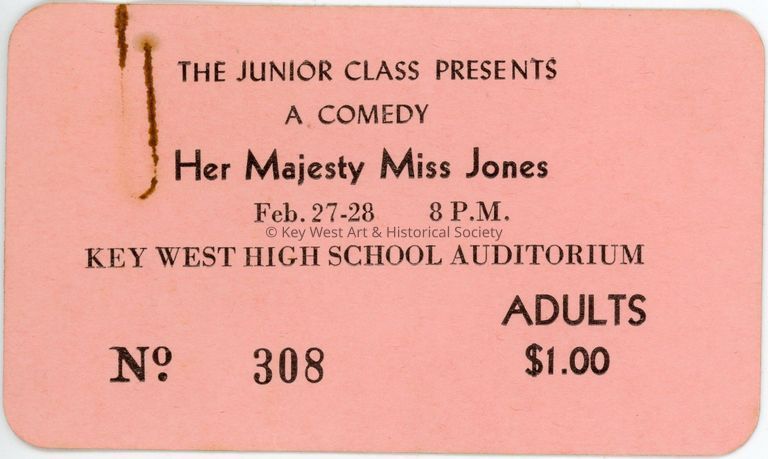 THE JUNIOR CLASS PRESENTS
A COMEDY
Her Majesty Miss Jones
Feb. 27-28 8 P.M.
© Key West Art & Historical Society
KEY WEST HIGH SCHOOL AUDITORIUM
ADULTS
Nº 308 $1.00